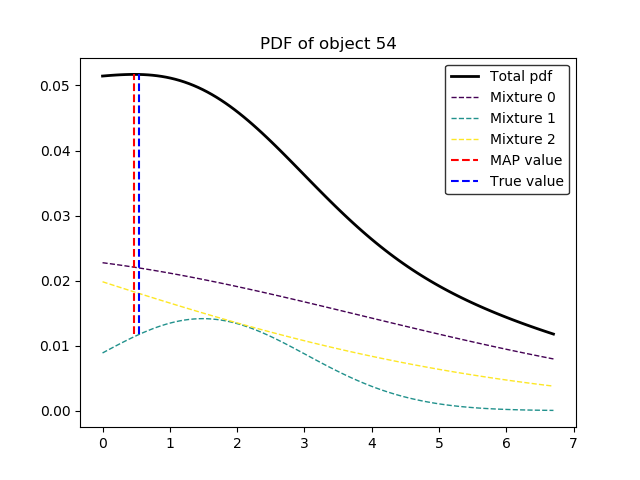 PDF of object 54
0.05
0.04
0.03
0.02
0.01
0.00
0 1 2 3 4 5 6 7
Total pdf
Mixture 0
Mixture 1
Mixture 2
MAP value
True value